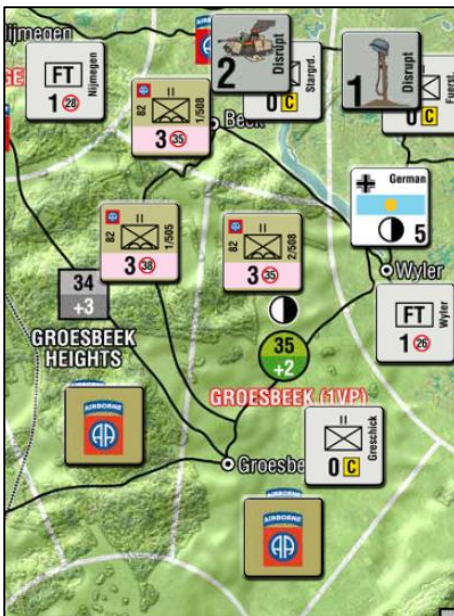 ijmegen
FT
Nijmegen
1 28
2
Disrupt
Stargrd.
0 C
1
Disrupt
Fuerst.
0 C
II
82
1/508
3 35
Beek
German
5
II
82
1/505
3 38
II
82
2/508
3 35
Wyler
FT
Wyler
1 26
34
+3
GROESBEEK
HEIGHTS
35
+2
GROESBEEK (1VP)
AIRBORNE
AA
II
Greschick
0 C
Groesbe
AIRBORNE
AA